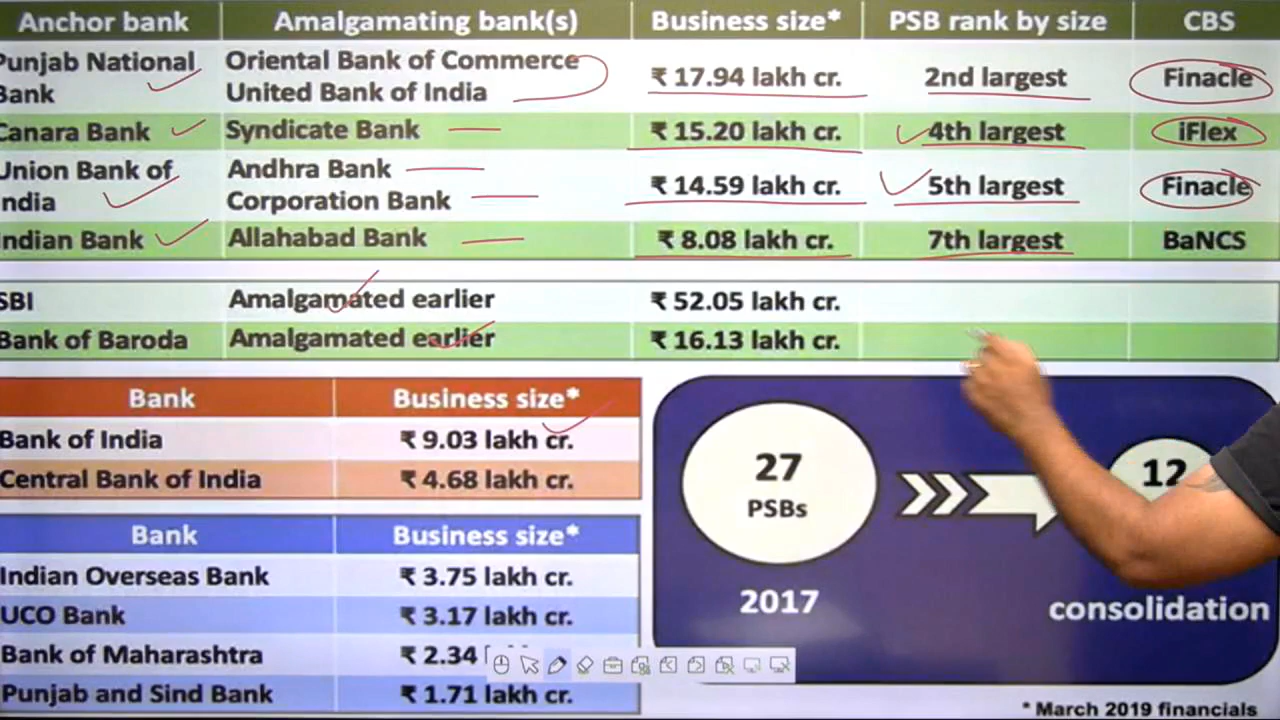 Anchor bank Amalgamating bank(s) Business size* PSB rank by size CBS
Punjab National Bank Oriental Bank of Commerce United Bank of India ₹ 17.94 lakh cr. 2nd largest Finacle
Canara Bank Syndicate Bank ₹ 15.20 lakh cr. 4th largest iFlex
Union Bank of India Andhra Bank Corporation Bank ₹ 14.59 lakh cr. 5th largest Finacle
Indian Bank Allahabad Bank ₹ 8.08 lakh cr. 7th largest BaNCS
SBI Amalgamated earlier ₹ 52.05 lakh cr.
Bank of Baroda Amalgamated earlier ₹ 16.13 lakh cr.
Bank Business size*
Bank of India ₹ 9.03 lakh cr.
Central Bank of India ₹ 4.68 lakh cr.
Bank Business size*
Indian Overseas Bank ₹ 3.75 lakh cr.
UCO Bank ₹ 3.17 lakh cr.
Bank of Maharashtra ₹ 2.34
Punjab and Sind Bank ₹ 1.71 lakh cr.
27
PSBs
2017
12
consolidation
* March 2019 financials